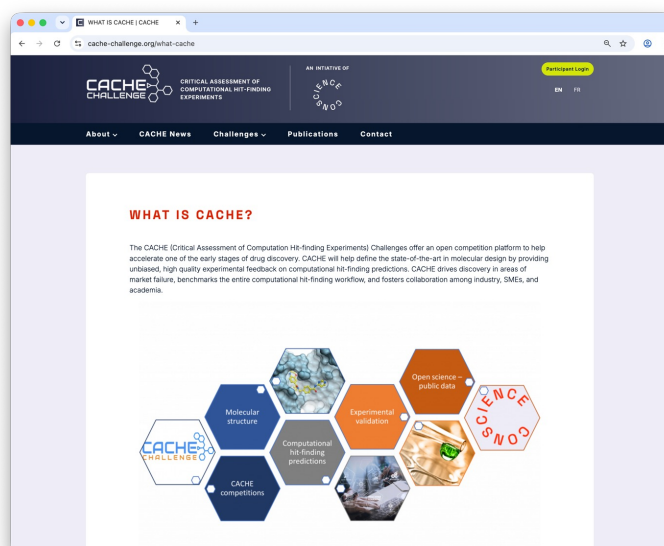 WHAT IS CACHE | CACHE
cache-challenge.org/what-cache
CACHE
CHALLENGE
CRITICAL ASSESSMENT OF
COMPUTATIONAL HIT-FINDING
EXPERIMENTS
AN INTIATIVE OF
CONSCIENCE
Participant Login
EN FR
About CACHE News Challenges Publications Contact
WHAT IS CACHE?
The CACHE (Critical Assessment of Computation Hit-finding Experiments) Challenges offer an open competition platform to help
accelerate one of the early stages of drug discovery. CACHE will help define the state-of-the-art in molecular design by providing
unbiased, high quality experimental feedback on computational hit-finding predictions. CACHE drives discovery in areas of
market failure, benchmarks the entire computational hit-finding workflow, and fosters collaboration among industry, SMEs, and
academia.
CACHE
CHALLENGE
Molecular
structure
CACHE
competitions
Computational
hit-finding
predictions
Experimental
validation
Open science –
public data
CONSCIENCE